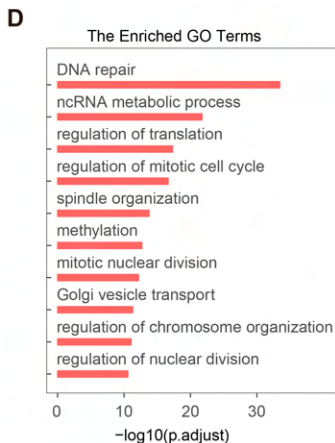 D
The Enriched GO Terms
DNA repair
ncRNA metabolic process
regulation of translation
regulation of mitotic cell cycle
spindle organization
methylation
mitotic nuclear division
Golgi vesicle transport
regulation of chromosome organization
regulation of nuclear division
0 10 20 30
−log10(p.adjust)